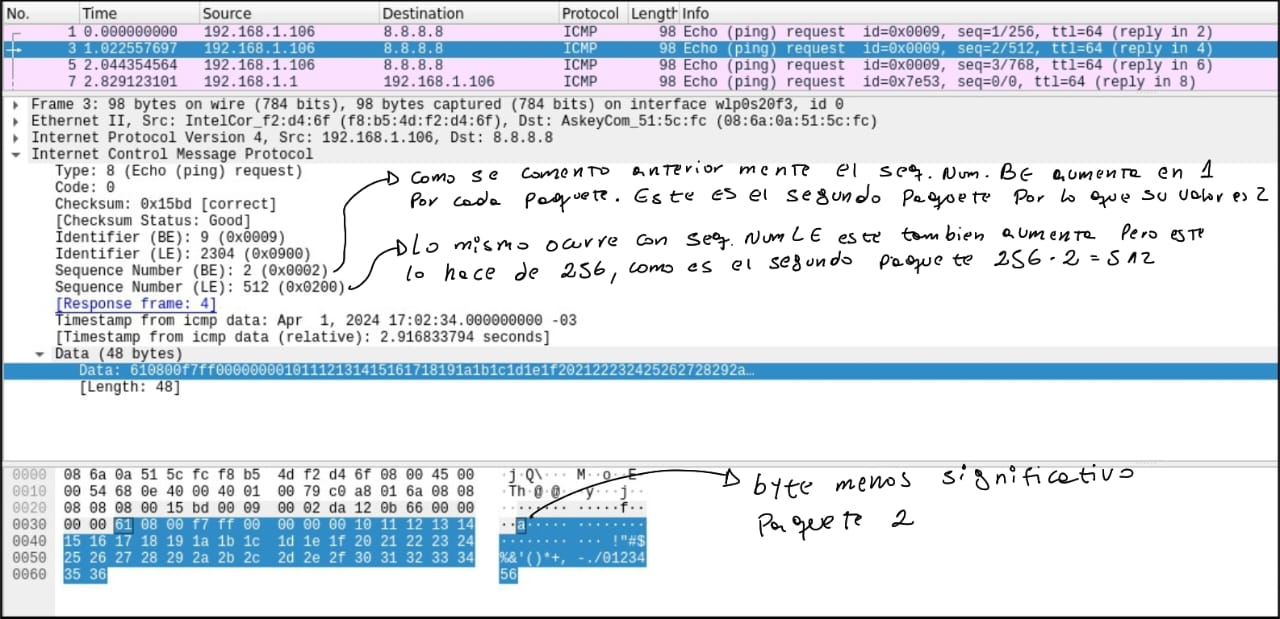 No. Time Source Destination Protocol Length Info
1 0.000000000 192.168.1.106 8.8.8.8 ICMP 98 Echo (ping) request id=0x0009, seq=1/256, ttl=64 (reply in 2)
3 1.022557697 192.168.1.106 8.8.8.8 ICMP 98 Echo (ping) request id=0x0009, seq=2/512, ttl=64 (reply in 4)
5 2.044354564 192.168.1.106 8.8.8.8 ICMP 98 Echo (ping) request id=0x0009, seq=3/768, ttl=64 (reply in 6)
7 2.829123101 192.168.1.1 192.168.1.106 ICMP 98 Echo (ping) request id=0x7e53, seq=0/0, ttl=64 (reply in 8)
Frame 3: 98 bytes on wire (784 bits), 98 bytes captured (784 bits) on interface wlp0s20f3, id 0
Ethernet II, Src: IntelCor_f2:d4:6f (f8:b5:4d:f2:d4:6f), Dst: AskeyCom_51:5c:fc (08:6a:0a:51:5c:fc)
Internet Protocol Version 4, Src: 192.168.1.106, Dst: 8.8.8.8
Internet Control Message Protocol
Type: 8 (Echo (ping) request)
Code: 0
Checksum: 0x15bd [correct]
[Checksum Status: Good]
Identifier (BE): 9 (0x0009)
Identifier (LE): 2304 (0x0900)
Sequence Number (BE): 2 (0x0002)
Sequence Number (LE): 512 (0x0200)
[Response frame: 4]
Timestamp from icmp data: Apr 1, 2024 17:02:34.000000000 -03
[Timestamp from icmp data (relative): 2.916833794 seconds]
Data (48 bytes)
Data: 610800f7ff00000000101112131415161718191a1b1c1d1e1f202122232425262728292a…
[Length: 48]
Como se comento anterior mente el seq. Num. BE aumenta en 1
Por cada Paquete. Este es el segundo Paquete Por lo que su valor es 2
Lo mismo ocurre con seq. Num LE este tambien aumenta Pero este
lo hace de 256, como es el segundo paquete 256·2=512
0000 08 6a 0a 51 5c fc f8 b5 4d f2 d4 6f 08 00 45 00 ·j·Q\··· M··o··E·
0010 00 54 68 0e 40 00 40 01 00 79 c0 a8 01 6a 08 08 ·Th·@·@· ·y···j··
0020 08 08 08 00 15 bd 00 09 00 02 da 12 0b 66 00 00 ········ ·····f··
0030 00 00 61 08 00 f7 ff 00 00 00 00 10 11 12 13 14 ··a····· ········
0040 15 16 17 18 19 1a 1b 1c 1d 1e 1f 20 21 22 23 24 ········ ··· !"#$
0050 25 26 27 28 29 2a 2b 2c 2d 2e 2f 30 31 32 33 34 %&'()*+, -./01234
0060 35 36 56
byte menos significativo
Paquete 2